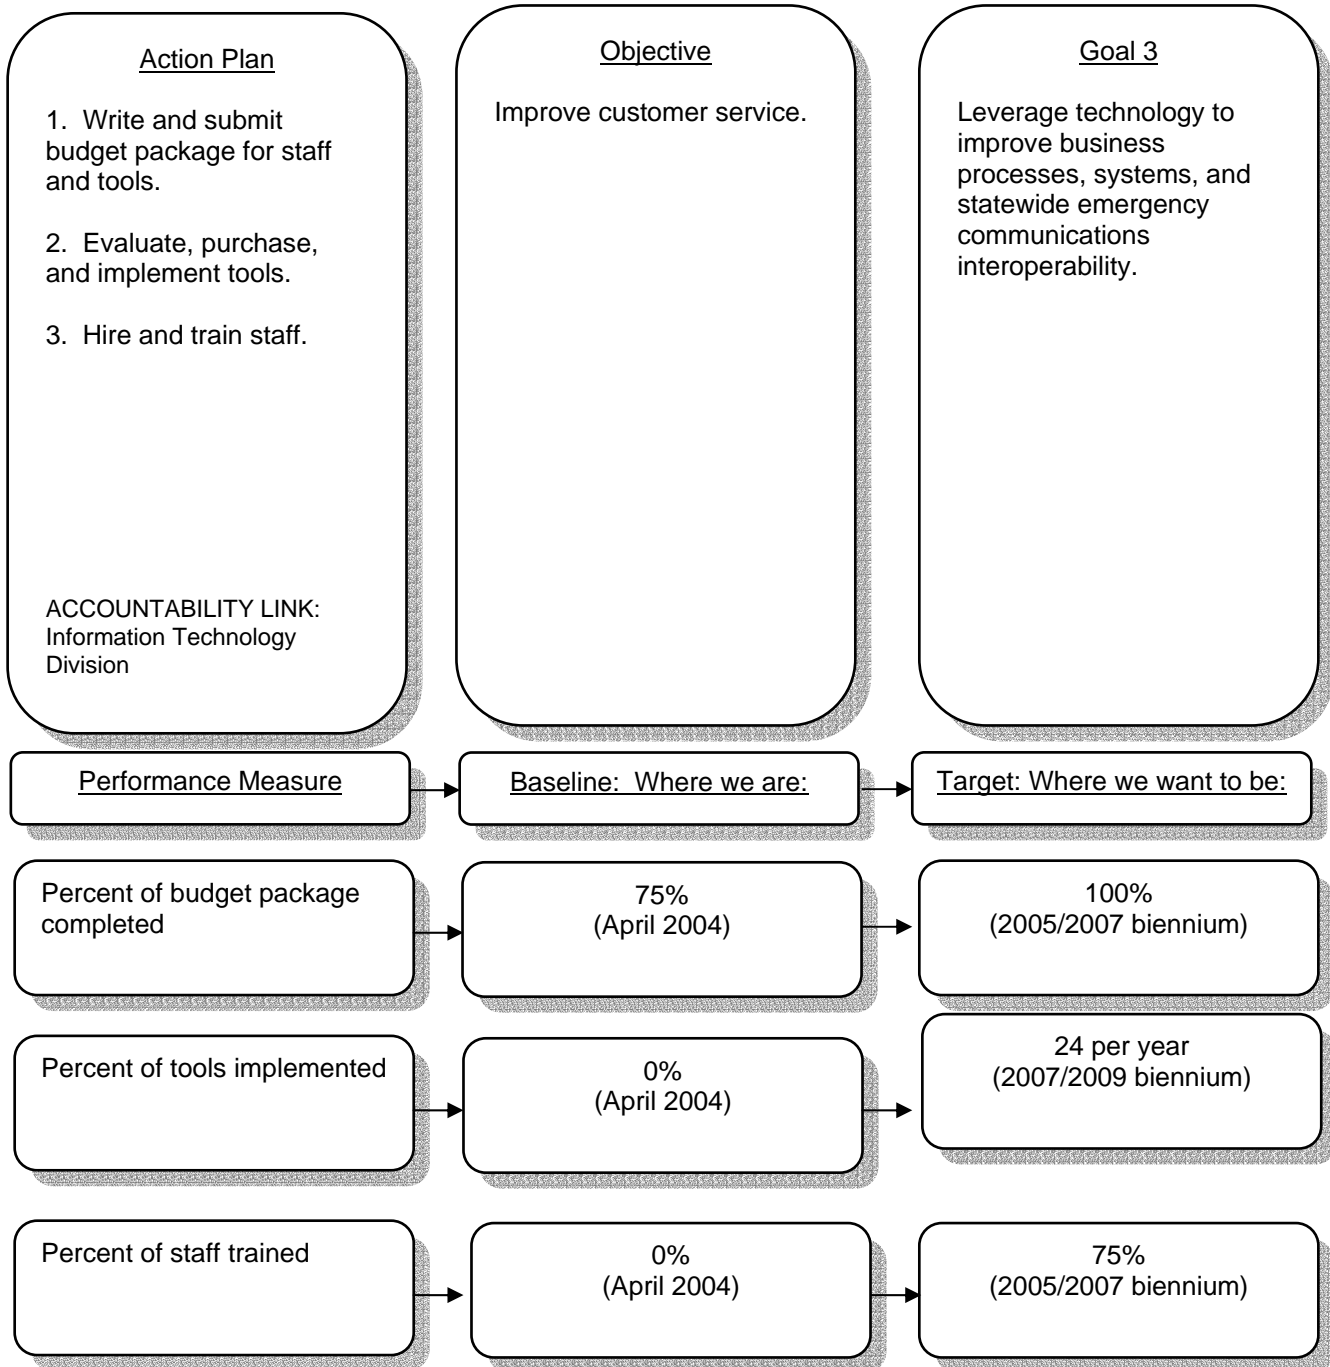 Action Plan
1.  Write and submit
budget package for staff
and tools.
2.  Evaluate, purchase,
and implement tools.
3.  Hire and train staff.
ACCOUNTABILITY LINK:
Information Technology
Division
Objective
Improve customer service.
Goal 3
Leverage technology to
improve business
processes, systems, and
statewide emergency
communications
interoperability.
Performance Measure
Baseline:  Where we are:
Target: Where we want to be:
Percent of budget package
completed
75%
(April 2004)
100%
(2005/2007 biennium)
Percent of tools implemented
0%
(April 2004)
24 per year
(2007/2009 biennium)
Percent of staff trained
0%
(April 2004)
75%
(2005/2007 biennium)